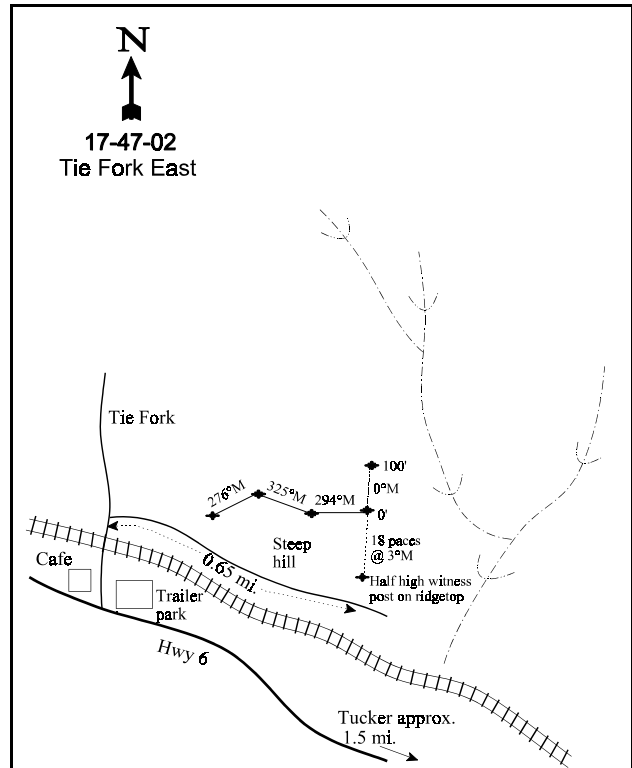 N
17-47-02
Tie Fork East
Tie Fork
100'
276°M
325°M
294°M
0°M
0'
Steep
hill
18 paces
@ 3°M
Cafe
0.65 mi.
Half high witness
post on ridgetop
Trailer
park
Hwy 6
Tucker approx.
1.5 mi.